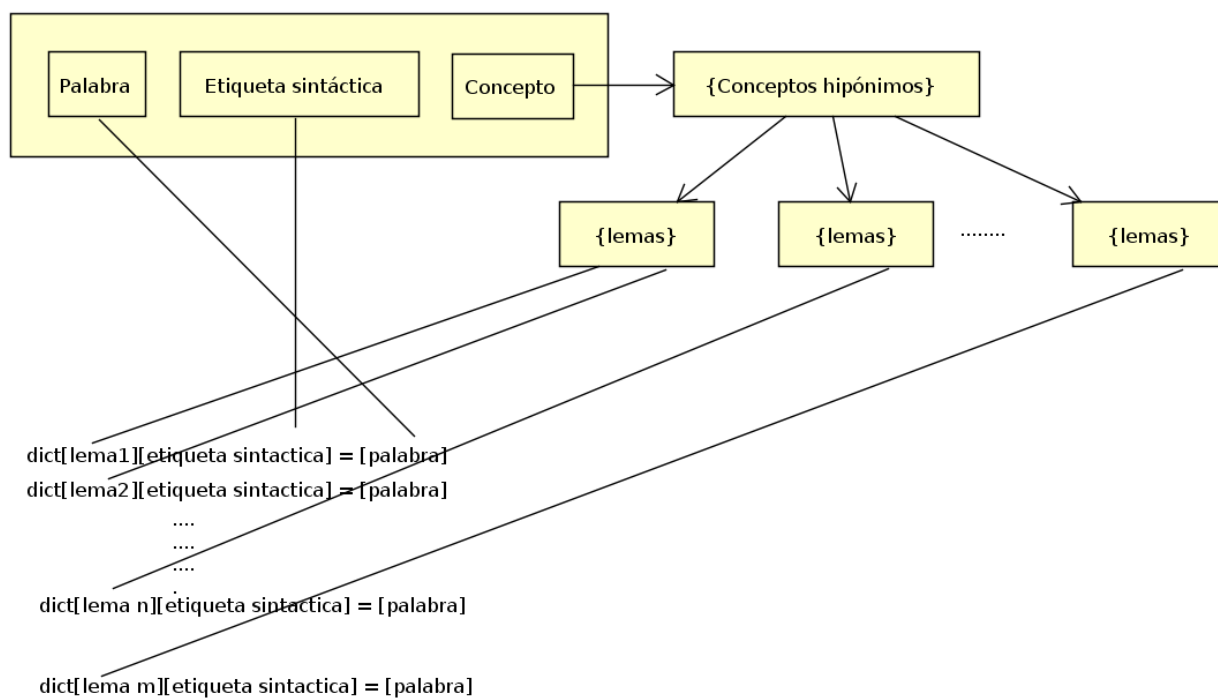 Palabra
Etiqueta sintáctica
Concepto
{Conceptos hipónimos}
{lemas}
{lemas}
........
{lemas}
dict[lema1][etiqueta sintactica] = [palabra]
dict[lema2][etiqueta sintactica] = [palabra]
....
....
....
.
dict[lema n][etiqueta sintactica] = [palabra]
dict[lema m][etiqueta sintactica] = [palabra]